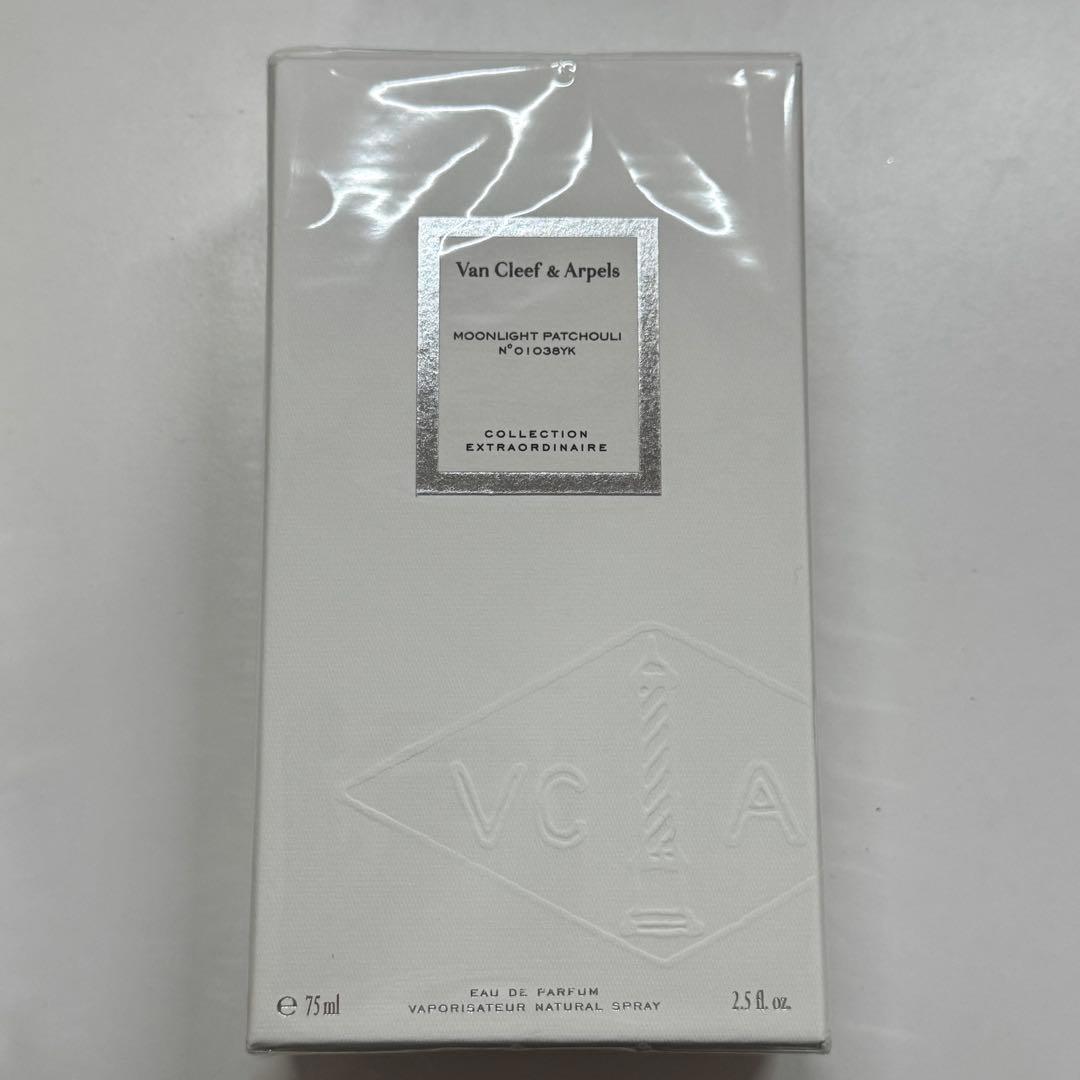 Van Cleef & Arpels
MOONLIGHT PATCHOULI
N°01038YK
COLLECTION
EXTRAORDINAIRE
VC A
e 75 ml
EAU DE PARFUM
VAPORISATEUR NATURAL SPRAY
2.5 fl. oz.